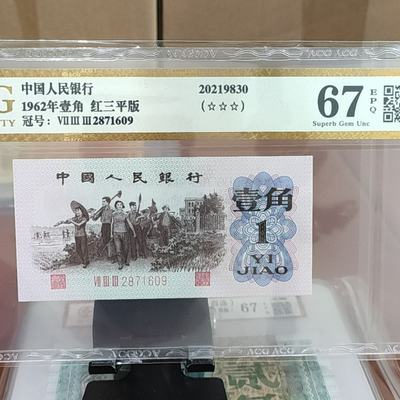 G
TY
中国人民银行
1962年壹角 红三平版
冠号: VII III III 2871609
20219830
(☆☆☆)
67 EPQ
Superb Gem Unc
中國人民銀行
壹角
1
YI
JIAO
VII III III 2871609
67